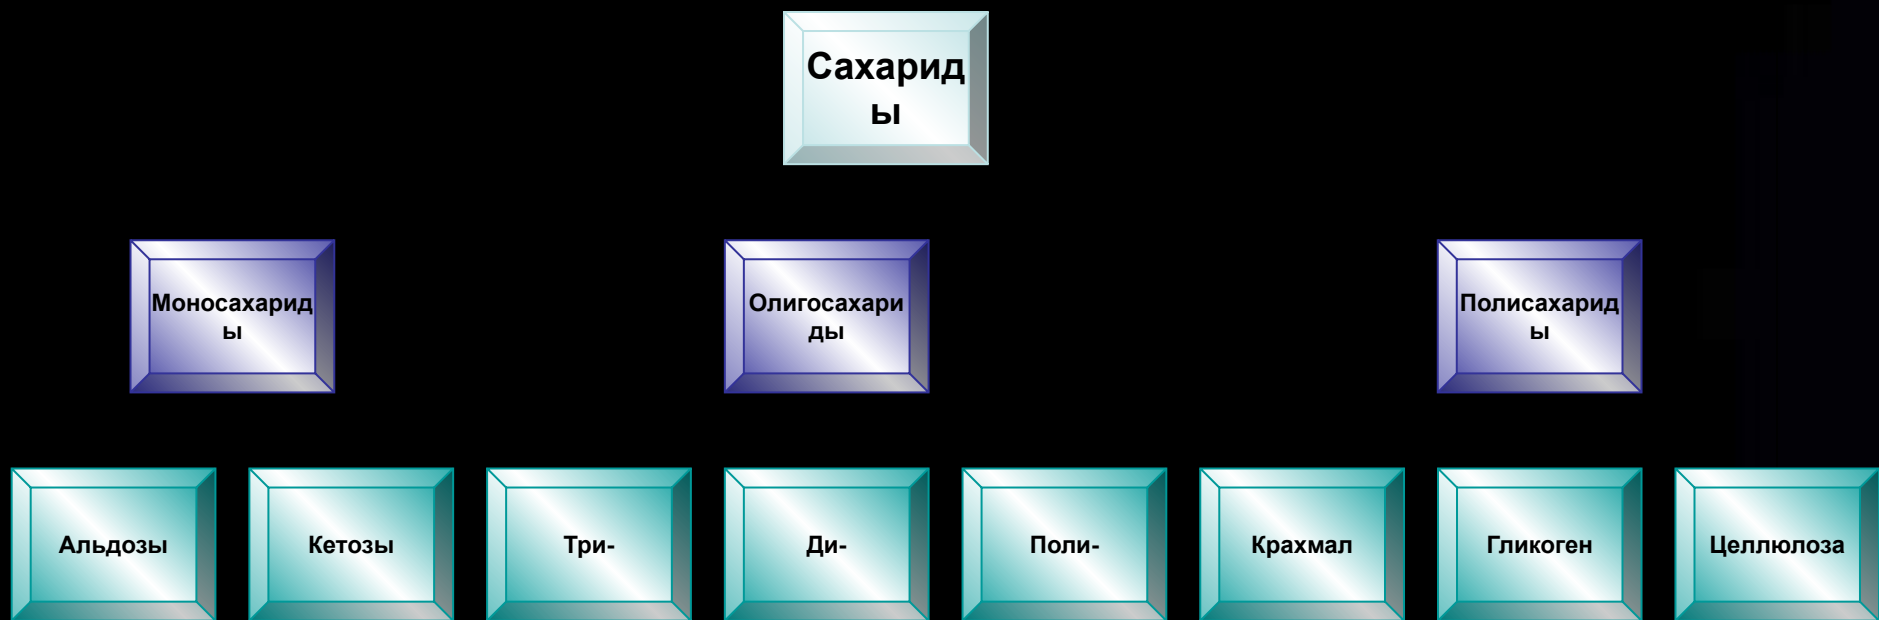 Сахарид
ы
Моносахарид
ы
Олигосахари
ды
Полисахарид
ы
Альдозы
Кетозы
Три-
Ди-
Поли-
Крахмал
Гликоген
Целлюлоза